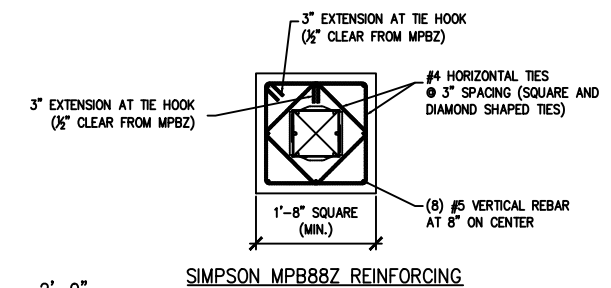 3" EXTENSION AT TIE HOOK
(½" CLEAR FROM MPBZ)
3" EXTENSION AT TIE HOOK
(½" CLEAR FROM MPBZ)
#4 HORIZONTAL TIES
@ 3" SPACING (SQUARE AND
DIAMOND SHAPED TIES)
(8) #5 VERTICAL REBAR
AT 8" ON CENTER
1'-8" SQUARE
(MIN.)
SIMPSON MPB88Z REINFORCING